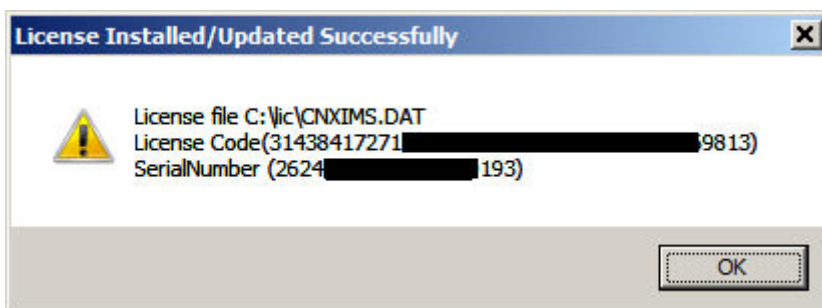 License Installed/Updated Successfully
License file C:\lic\CNXIMS.DAT
License Code(31438417271 9813)
SerialNumber (2624 193)
OK